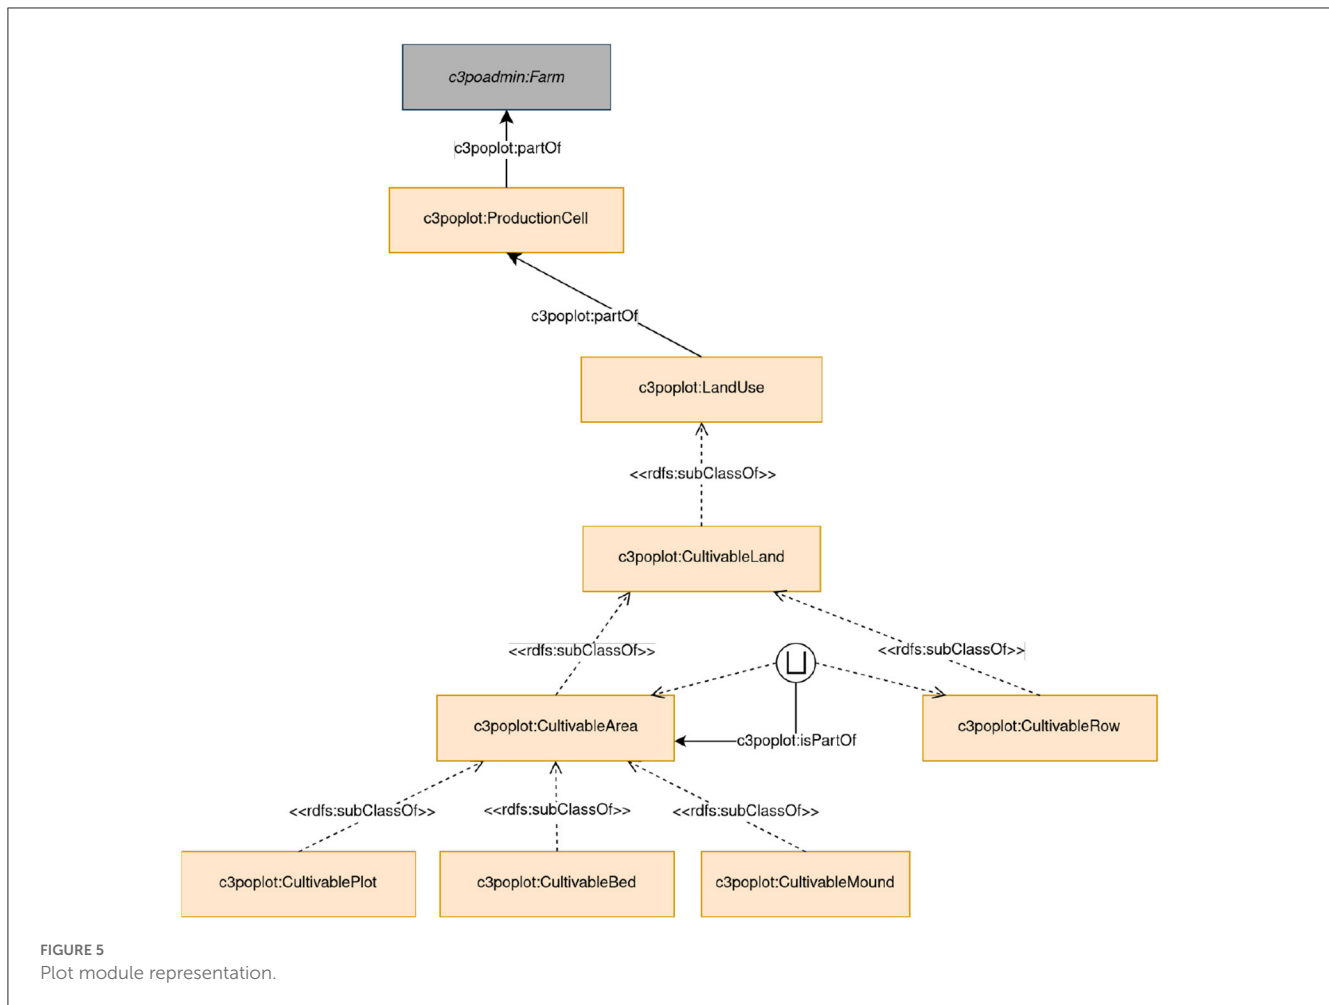 c3poadmin:Farm
c3poplot:partOf
c3poplot:ProductionCell
c3poplot:partOf
c3poplot:LandUse
<<rdfs:subClassOf>>
c3poplot:CultivableLand
<<rdfs:subClassOf>>
<<rdfs:subClassOf>>
c3poplot:CultivableArea
c3poplot:isPartOf
c3poplot:CultivableRow
<<rdfs:subClassOf>>
<<rdfs:subClassOf>>
<<rdfs:subClassOf>>
c3poplot:CultivablePlot
c3poplot:CultivableBed
c3poplot:CultivableMound
FIGURE 5
Plot module representation.